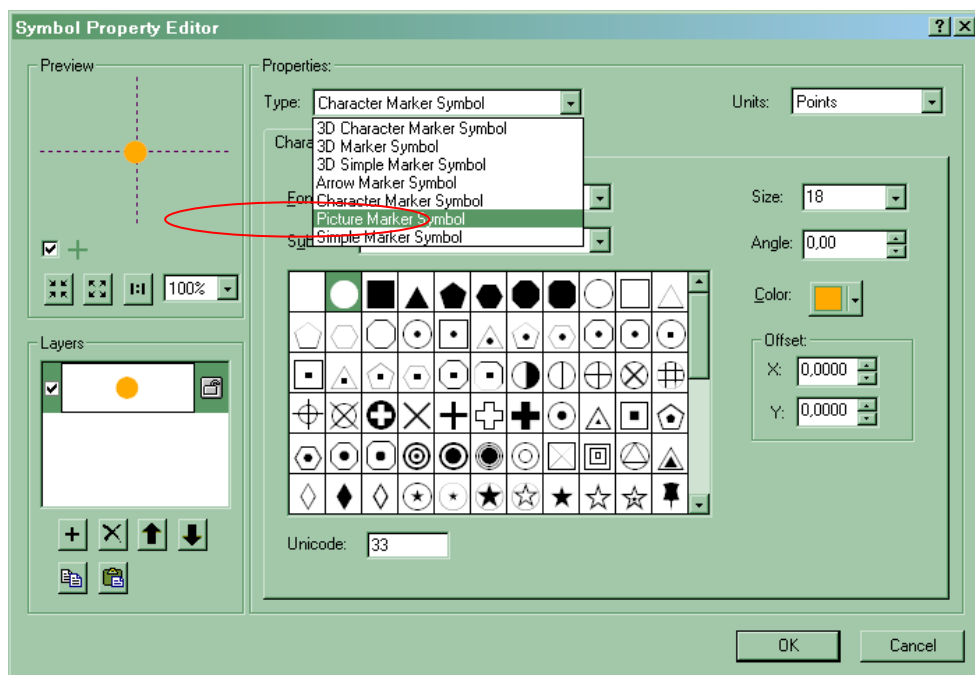 Symbol Property Editor
Preview
Properties:
Type: Character Marker Symbol
Units: Points
3D Character Marker Symbol
3D Marker Symbol
3D Simple Marker Symbol
Arrow Marker Symbol
Character Marker Symbol
Picture Marker Symbol
Simple Marker Symbol
Size: 18
Angle: 0,00
1:1
100%
Color:
Layers
Offset:
X: 0,0000
Y: 0,0000
Unicode: 33
OK
Cancel